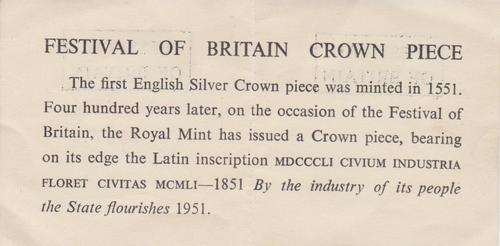 FESTIVAL OF BRITAIN CROWN PIECE
The first English Silver Crown piece was minted in 1551.
Four hundred years later, on the occasion of the Festival of
Britain, the Royal Mint has issued a Crown piece, bearing
on its edge the Latin inscription MDCCCLI CIVIUM INDUSTRIA
FLORET CIVITAS MCMLI—1851 By the industry of its people
the State flourishes 1951.